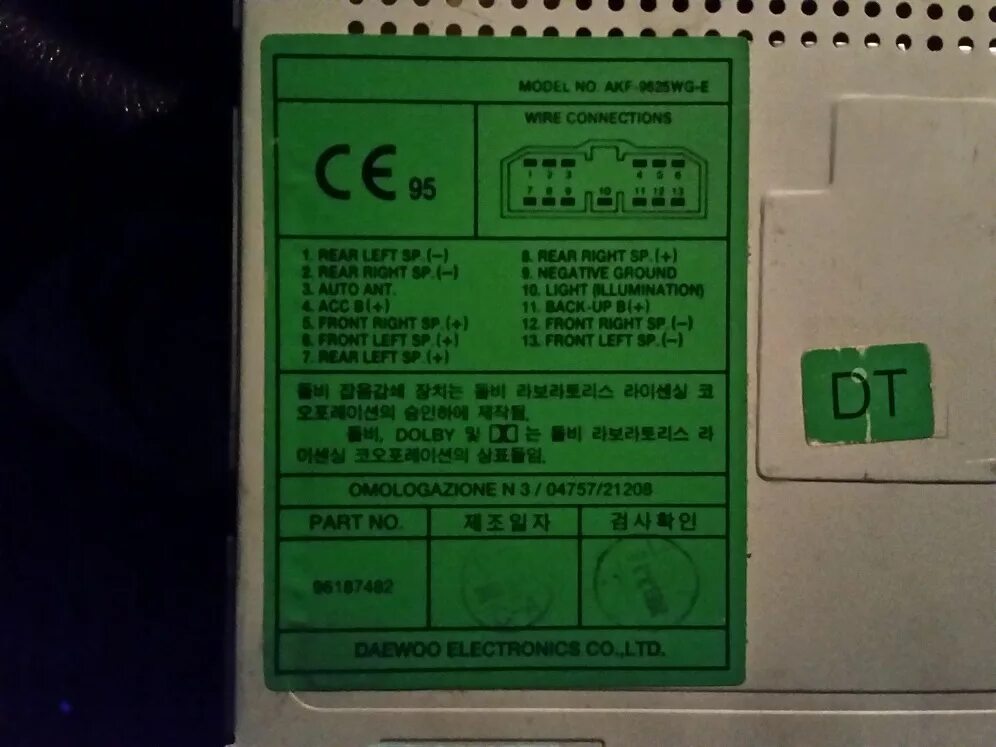 MODEL NO. AKF-9625WG-E
CE 95
WIRE CONNECTIONS
1 2 3 4 5 6
7 8 9 10 11 12 13
1. REAR LEFT SP.(-)
2. REAR RIGHT SP.(-)
3. AUTO ANT.
4. ACC B(+)
5. FRONT RIGHT SP.(+)
6. FRONT LEFT SP.(+)
7. REAR LEFT SP.(+)
8. REAR RIGHT SP.(+)
9. NEGATIVE GROUND
10. LIGHT (ILLUMINATION)
11. BACK-UP B(+)
12. FRONT RIGHT SP.(-)
13. FRONT LEFT SP.(-)
돌비 잡음감쇄 장치는 돌비 라보라토리스 라이센싱 코
오포레이션의 승인하에 제작됨.
돌비, DOLBY 및 는 돌비 라보라토리스 라
이센싱 코오포레이션의 상표들임.
OMOLOGAZIONE N 3 / 04757/21208
PART NO. 제조일자 검사확인
96187482
DAEWOO ELECTRONICS CO.,LTD.
DT